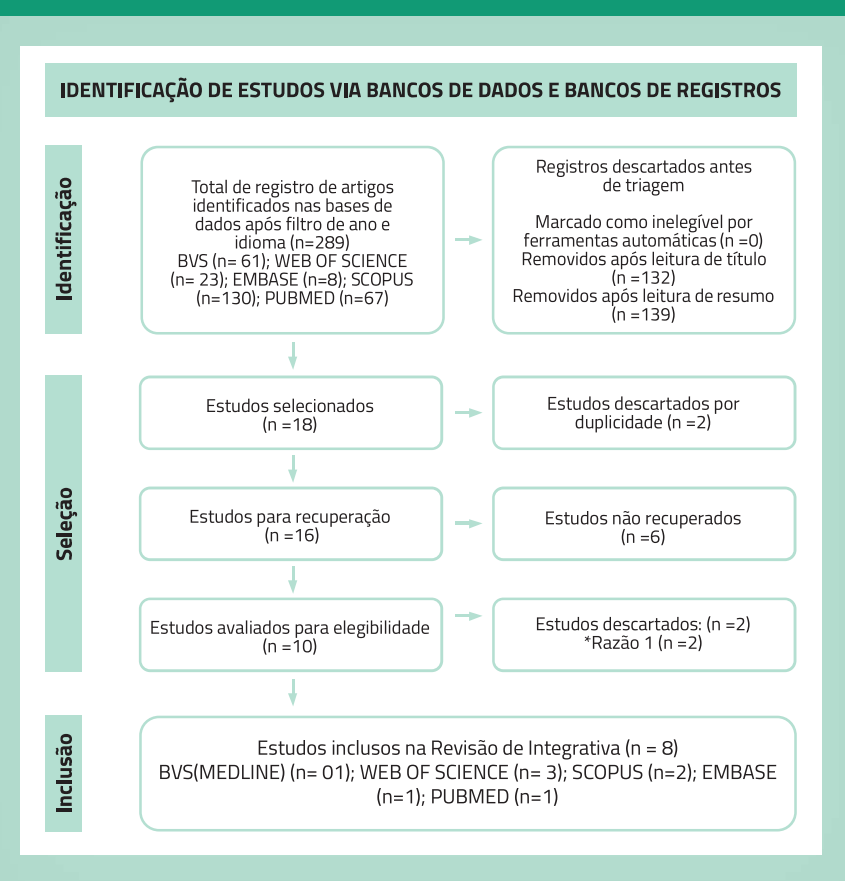 IDENTIFICAÇÃO DE ESTUDOS VIA BANCOS DE DADOS E BANCOS DE REGISTROS
Identificação
Total de registro de artigos
identificados nas bases de
dados após filtro de ano e
idioma (n=289)
BVS (n= 61); WEB OF SCIENCE
(n= 23); EMBASE (n=8); SCOPUS
(n=130); PUBMED (n=67)
Registros descartados antes
de triagem
Marcado como inelegível por
ferramentas automáticas (n =0)
Removidos após leitura de título
(n =132)
Removidos após leitura de resumo
(n =139)
Seleção
Estudos selecionados
(n =18)
Estudos descartados por
duplicidade (n =2)
Estudos para recuperação
(n =16)
Estudos não recuperados
(n =6)
Estudos avaliados para elegibilidade
(n =10)
Estudos descartados: (n =2)
*Razão 1 (n =2)
Inclusão
Estudos inclusos na Revisão de Integrativa (n = 8)
BVS(MEDLINE) (n= 01); WEB OF SCIENCE (n= 3); SCOPUS (n=2); EMBASE
(n=1); PUBMED (n=1)